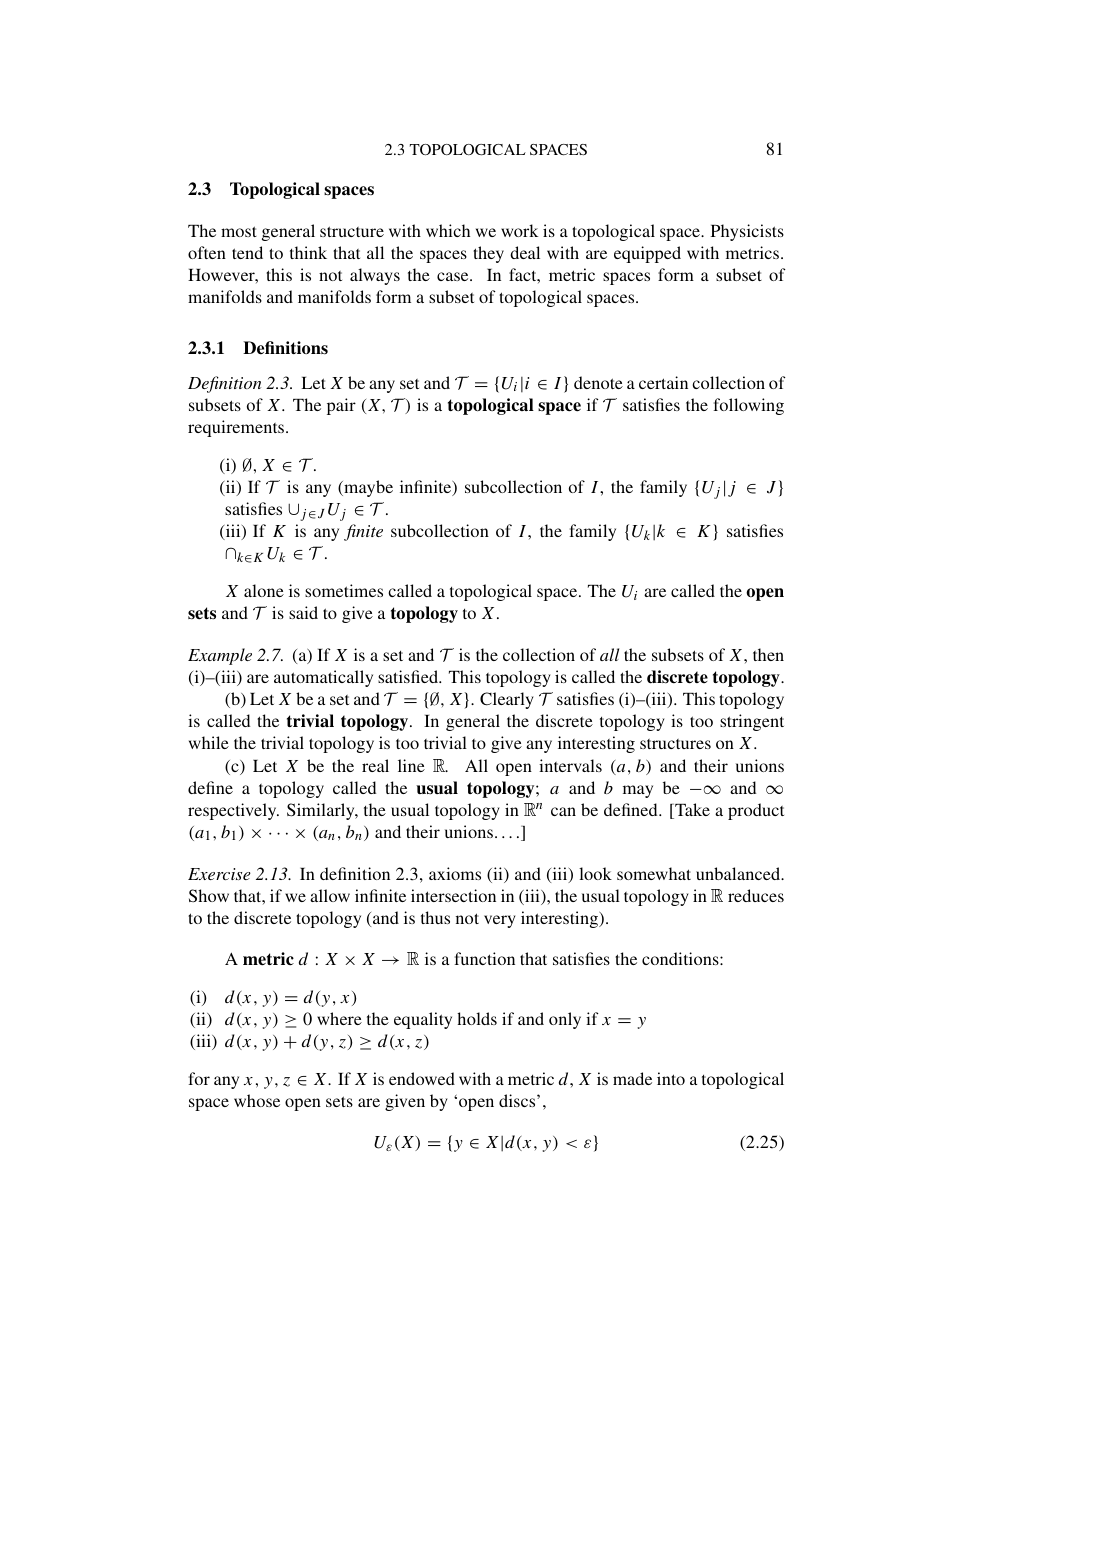 2.3 TOPOLOGICAL SPACES 81
2.3 Topological spaces
The most general structure with which we work is a topological space. Physicists
often tend to think that all the spaces they deal with are equipped with metrics.
However, this is not always the case. In fact, metric spaces form a subset of
manifolds and manifolds form a subset of topological spaces.
2.3.1 Definitions
Definition 2.3. Let X be any set and 𝒯 = {Uᵢ|i ∈ I} denote a certain collection of
subsets of X. The pair (X, 𝒯) is a topological space if 𝒯 satisfies the following
requirements.
(i) ∅, X ∈ 𝒯.
(ii) If 𝒯 is any (maybe infinite) subcollection of I, the family {Uⱼ|j ∈ J}
satisfies ∪_{j∈J}Uⱼ ∈ 𝒯.
(iii) If K is any finite subcollection of I, the family {Uₖ|k ∈ K} satisfies
∩_{k∈K}Uₖ ∈ 𝒯.
X alone is sometimes called a topological space. The Uᵢ are called the open
sets and 𝒯 is said to give a topology to X.
Example 2.7. (a) If X is a set and 𝒯 is the collection of all the subsets of X, then
(i)–(iii) are automatically satisfied. This topology is called the discrete topology.
(b) Let X be a set and 𝒯 = {∅, X}. Clearly 𝒯 satisfies (i)–(iii). This topology
is called the trivial topology. In general the discrete topology is too stringent
while the trivial topology is too trivial to give any interesting structures on X.
(c) Let X be the real line ℝ. All open intervals (a, b) and their unions
define a topology called the usual topology; a and b may be −∞ and ∞
respectively. Similarly, the usual topology in ℝⁿ can be defined. [Take a product
(a₁, b₁) × · · · × (aₙ, bₙ) and their unions. . . .]
Exercise 2.13. In definition 2.3, axioms (ii) and (iii) look somewhat unbalanced.
Show that, if we allow infinite intersection in (iii), the usual topology in ℝ reduces
to the discrete topology (and is thus not very interesting).
A metric d : X × X → ℝ is a function that satisfies the conditions:
(i) d(x, y) = d(y, x)
(ii) d(x, y) ≥ 0 where the equality holds if and only if x = y
(iii) d(x, y) + d(y, z) ≥ d(x, z)
for any x, y, z ∈ X. If X is endowed with a metric d, X is made into a topological
space whose open sets are given by ‘open discs’,
U_ε(X) = {y ∈ X|d(x, y) < ε} (2.25)